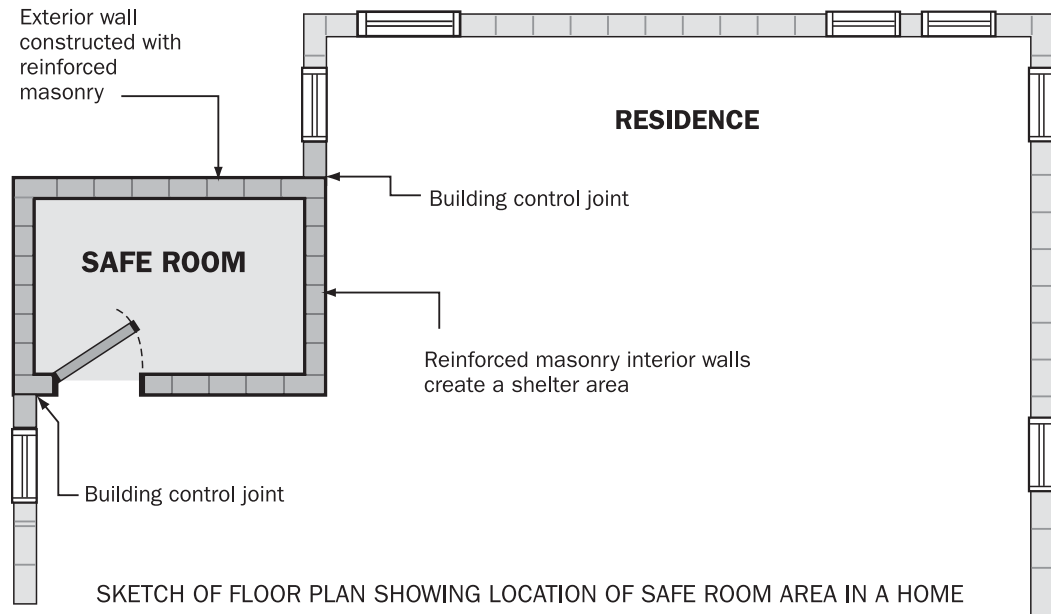 Exterior wall
constructed with
reinforced
masonry
RESIDENCE
Building control joint
SAFE ROOM
Reinforced masonry interior walls
create a shelter area
Building control joint
SKETCH OF FLOOR PLAN SHOWING LOCATION OF SAFE ROOM AREA IN A HOME